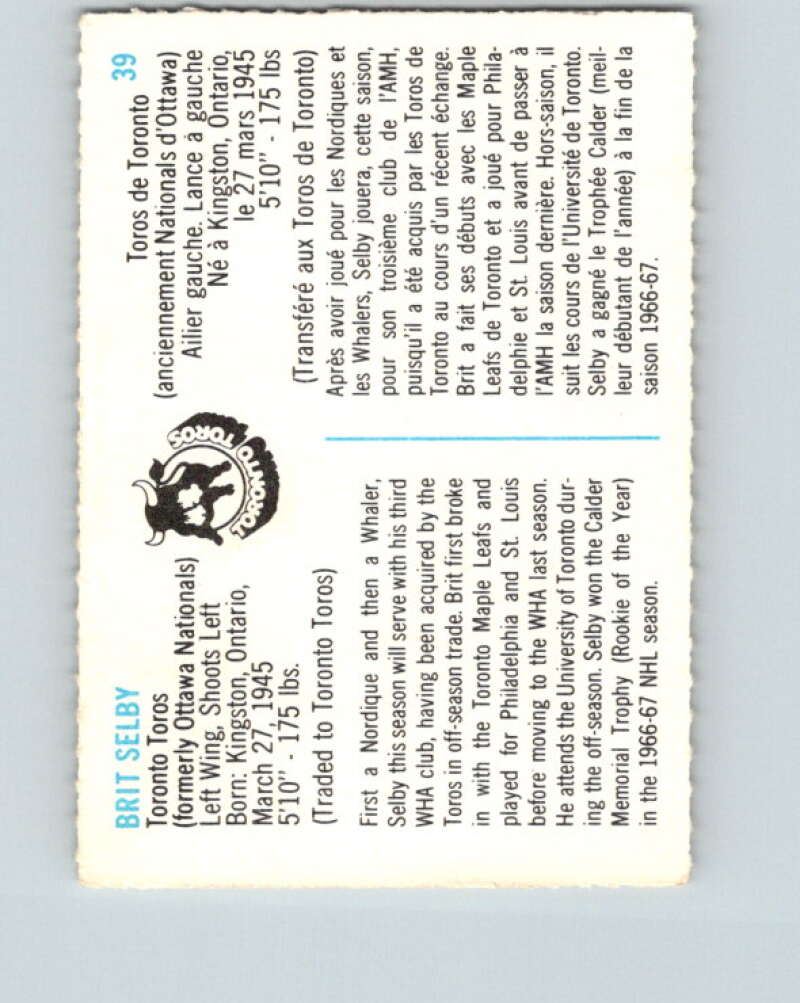 BRIT SELBY
Toronto Toros
(formerly Ottawa Nationals)
Left Wing, Shoots Left
Born: Kingston, Ontario,
March 27, 1945
5'10" - 175 lbs.
(Traded to Toronto Toros)
First a Nordique and then a Whaler,
Selby this season will serve with his third
WHA club, having been acquired by the
Toros in off-season trade. Brit first broke
in with the Toronto Maple Leafs and
played for Philadelphia and St. Louis
before moving to the WHA last season.
He attends the University of Toronto dur-
ing the off-season. Selby won the Calder
Memorial Trophy (Rookie of the Year)
in the 1966-67 NHL season.
TORONTO TOROS
39
Toros de Toronto
(anciennement Nationals d'Ottawa)
Ailier gauche. Lance à gauche
Né à Kingston, Ontario,
le 27 mars 1945
5'10" - 175 lbs
(Transféré aux Toros de Toronto)
Après avoir joué pour les Nordiques et
les Whalers, Selby jouera, cette saison,
pour son troisième club de l'AMH,
puisqu'il a été acquis par les Toros de
Toronto au cours d'un récent échange.
Brit a fait ses débuts avec les Maple
Leafs de Toronto et a joué pour Phila-
delphie et St. Louis avant de passer à
l'AMH la saison dernière. Hors-saison, il
suit les cours de l'Université de Toronto.
Selby a gagné le Trophée Calder (meil-
leur débutant de l'année) à la fin de la
saison 1966-67.